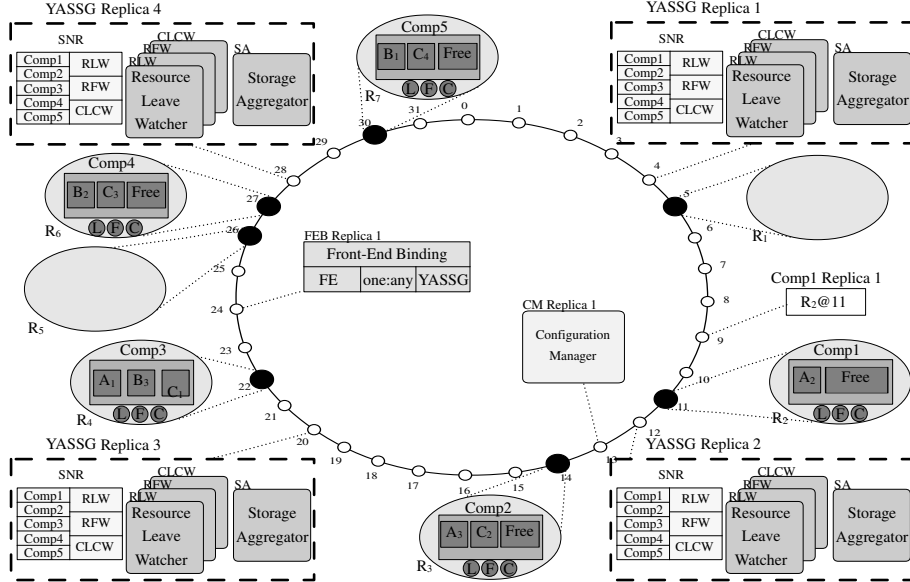 YASSG Replica 4
SNR
Comp1
Comp2
Comp3
Comp4
Comp5
RLW
RFW
CLCW
CLCW
RFW
RLW
Resource
Leave
Watcher
SA
Storage
Aggregator
Comp5
B1
C4
Free
L F C
R7
YASSG Replica 1
SNR
Comp1
Comp2
Comp3
Comp4
Comp5
RLW
RFW
CLCW
CLCW
RFW
RLW
Resource
Leave
Watcher
SA
Storage
Aggregator
31
0
1
2
3
4
5
6
7
8
9
10
11
12
13
14
15
16
17
18
19
20
21
22
23
24
25
26
27
28
29
30
Comp4
B2
C3
Free
L F C
R6
R1
R5
FEB Replica 1
Front-End Binding
FE
one:any
YASSG
CM Replica 1
Configuration
Manager
Comp1 Replica 1
R2@11
Comp3
A1
B3
C1
L F C
R4
Comp1
A2
Free
L F C
R2
YASSG Replica 3
SNR
Comp1
Comp2
Comp3
Comp4
Comp5
RLW
RFW
CLCW
CLCW
RFW
RLW
Resource
Leave
Watcher
SA
Storage
Aggregator
Comp2
A3
C2
Free
L F C
R3
YASSG Replica 2
SNR
Comp1
Comp2
Comp3
Comp4
Comp5
RLW
RFW
CLCW
CLCW
RFW
RLW
Resource
Leave
Watcher
SA
Storage
Aggregator